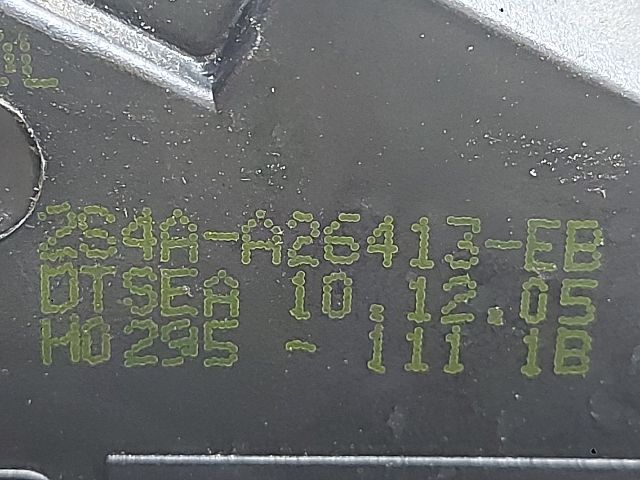 2S4A-A26413-EB
DTSEA 10.12.05
H0295 - 111 1B